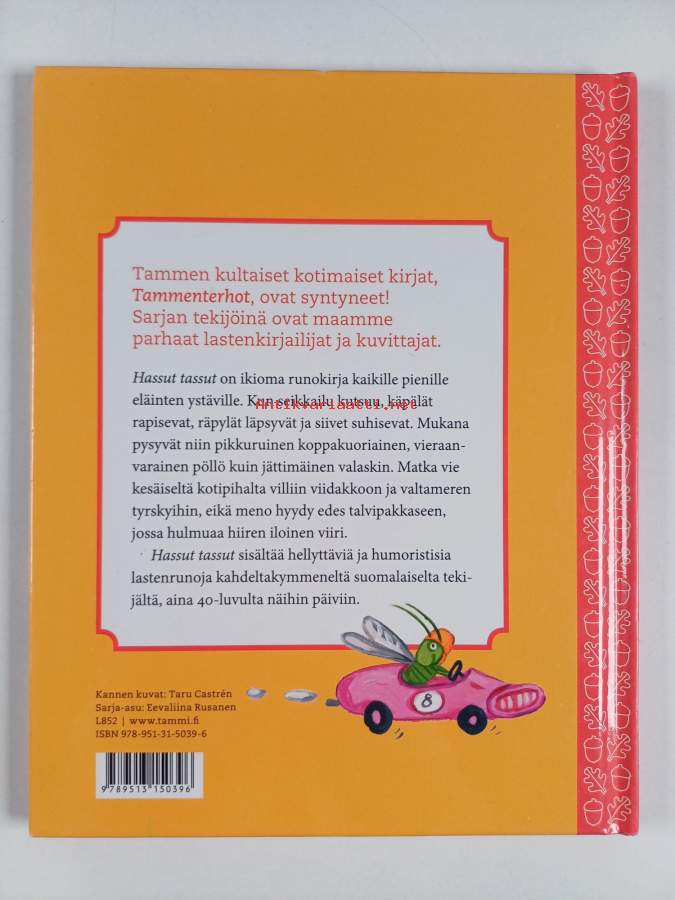 Tammen kultaiset kotimaiset kirjat,
Tammenterhot, ovat syntyneet!
Sarjan tekijöinä ovat maamme
parhaat lastenkirjailijat ja kuvittajat.
Hassut tassut on ikioma runokirja kaikille pienille
eläinten ystäville. Kun seikkailu kutsuu, käpälät
Antikvariaatti.net
rapisevat, räpylät läpsyvät ja siivet suhisevat. Mukana
pysyvät niin pikkuruinen koppakuoriainen, vieraan-
varainen pöllö kuin jättimäinen valaskin. Matka vie
kesäiseltä kotipihalta villiin viidakkoon ja valtameren
tyrskyihin, eikä meno hyydy edes talvipakkaseen,
jossa hulmuaa hiiren iloinen viiri.
Hassut tassut sisältää hellyttäviä ja humoristisia
lastenrunoja kahdeltakymmeneltä suomalaiselta teki-
jältä, aina 40-luvulta näihin päiviin.
8
Kannen kuvat: Taru Castrén
Sarja-asu: Eevaliina Rusanen
L852 | www.tammi.fi
ISBN 978-951-31-5039-6
9 789513 150396